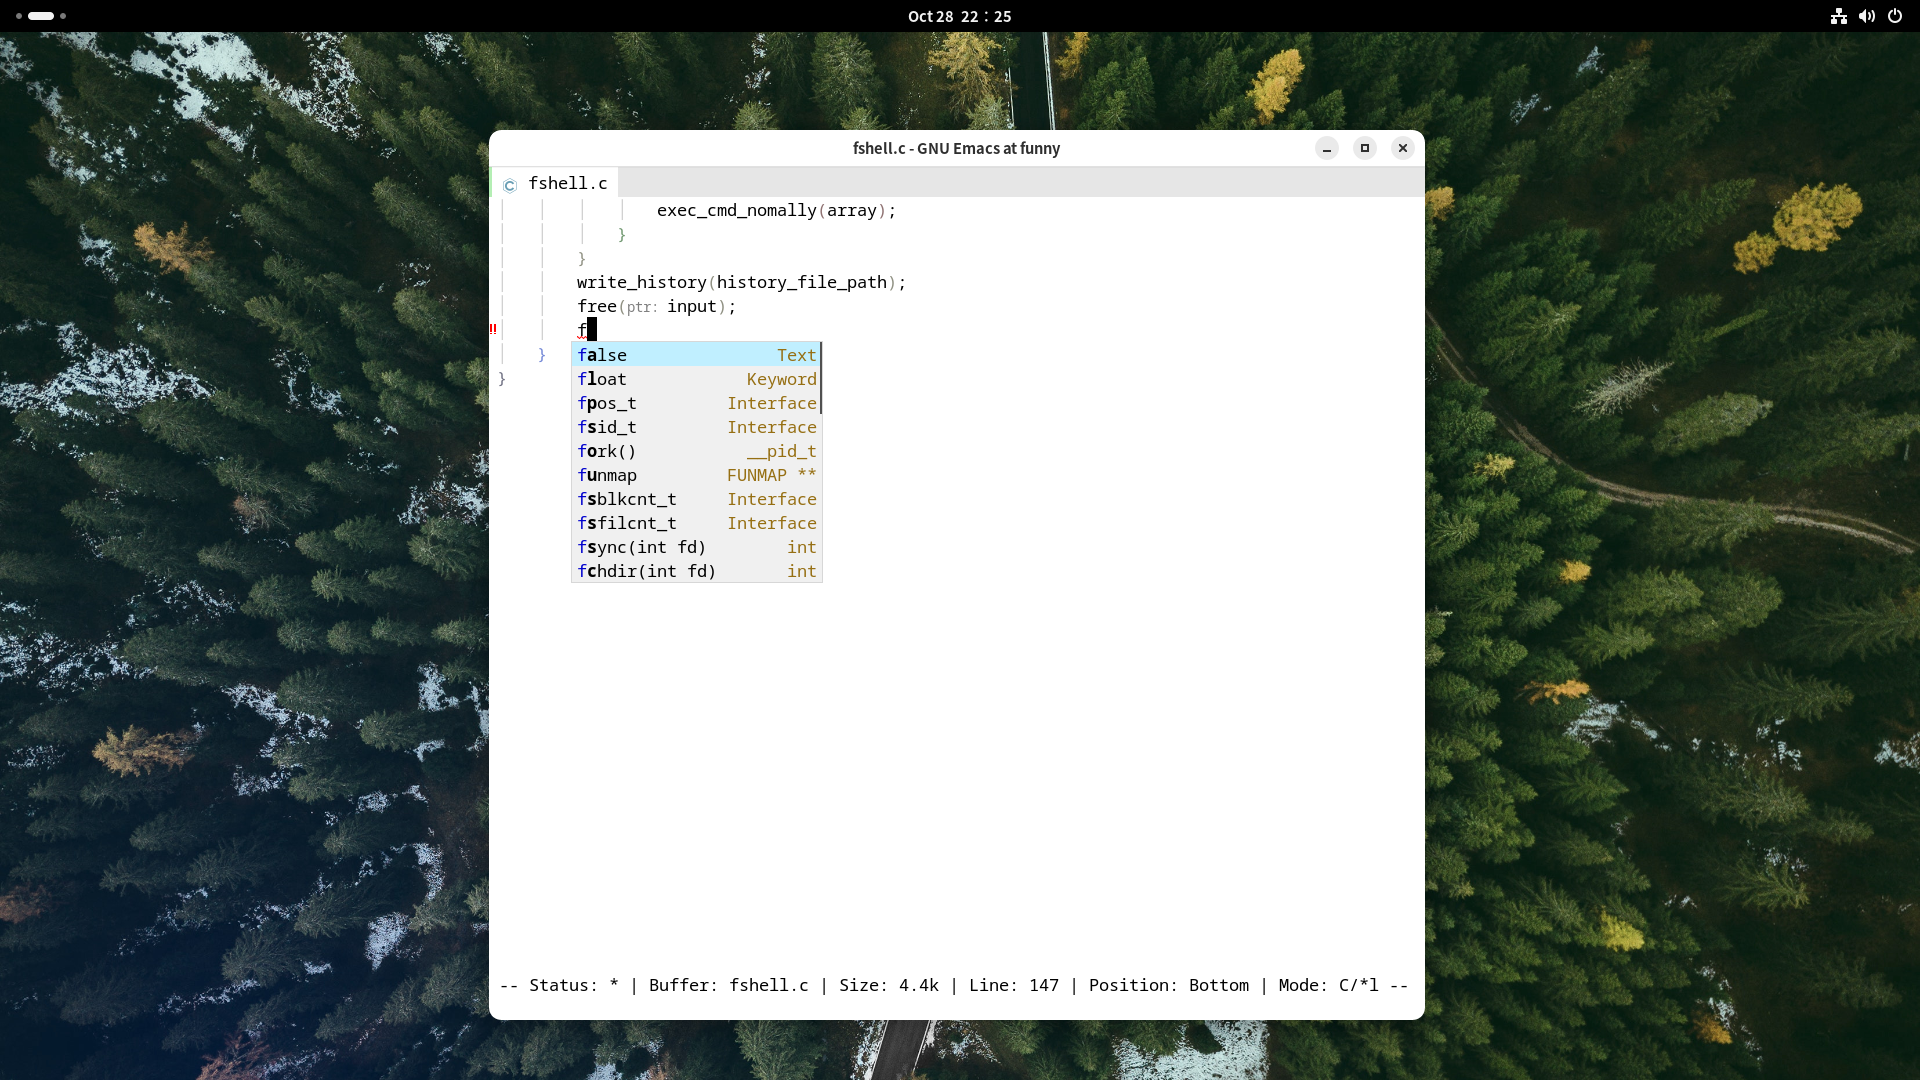 Oct 28 22 : 25
fshell.c - GNU Emacs at funny
fshell.c
exec_cmd_nomally(array);
}
}
write_history(history_file_path);
free(ptr: input);
!! f
}
}
false Text
float Keyword
fpos_t Interface
fsid_t Interface
fork() __pid_t
funmap FUNMAP **
fsblkcnt_t Interface
fsfilcnt_t Interface
fsync(int fd) int
fchdir(int fd) int
-- Status: * | Buffer: fshell.c | Size: 4.4k | Line: 147 | Position: Bottom | Mode: C/*l --